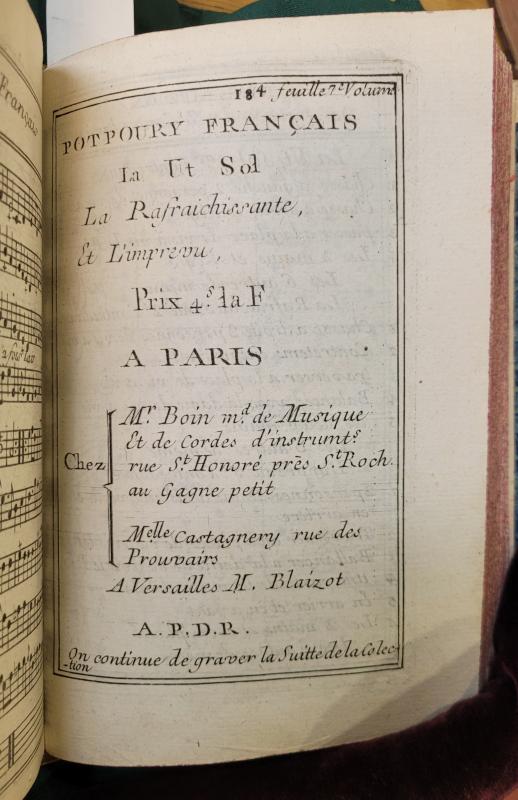 184 feuille 7e Volume
POTPOURY FRANÇAIS
La Ut Sol
La Rafraichissante,
Et L'imprevu,
Prix 4s. la F
A PARIS
Chez
Mr. Boin md. de Musique
Et de Cordes d'instrumts.
rue St. Honoré près St. Roch.
au Gagne petit
Melle Castagnery rue des
Prouvairs
A Versailles M. Blaizot
A.P.D.R.
On continue de graver la Suitte de la Colec-
-tion
Français